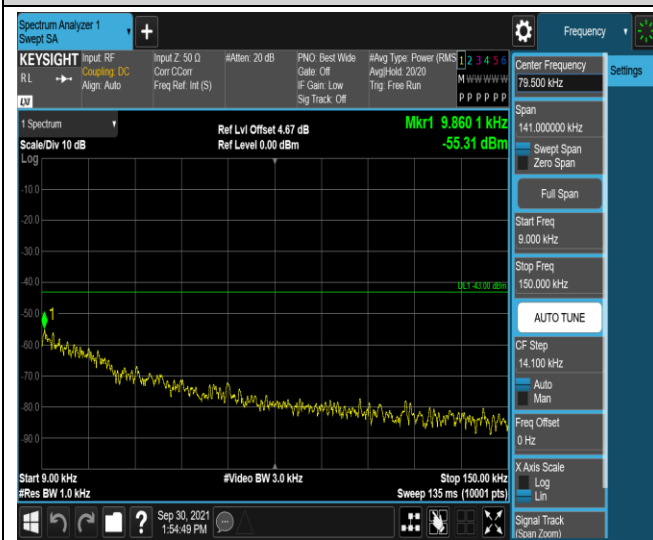 Spectrum Analyzer 1
Swept SA
+
Frequency
KEYSIGHT
Input: RF
Coupling: DC
Align: Auto
Input Z: 50 Ω
Corr CCorr
Freq Ref: Int (S)
#Atten: 20 dB
PNO: Best Wide
Gate: Off
IF Gain: Low
Sig Track: Off
#Avg Type: Power (RMS
Avg|Hold: 20/20
Trig: Free Run
1 2 3 4 5 6
M W W W W W
P P P P P P
R L
LXI
Settings
1 Spectrum
Scale/Div 10 dB
Ref Lvl Offset 4.67 dB
Ref Level 0.00 dBm
Mkr1 9.860 1 kHz
-55.31 dBm
Log
-10.0
-20.0
-30.0
-40.0
-50.0
-60.0
-70.0
-80.0
-90.0
DL1 -43.00 dBm
1
Start 9.00 kHz
#Res BW 1.0 kHz
#Video BW 3.0 kHz
Stop 150.00 kHz
Sweep 135 ms (10001 pts)
Center Frequency
79.500 kHz
Span
141.000000 kHz
Swept Span
Zero Span
Full Span
Start Freq
9.000 kHz
Stop Freq
150.000 kHz
AUTO TUNE
CF Step
14.100 kHz
Auto
Man
Freq Offset
0 Hz
X Axis Scale
Log
Lin
Signal Track
(Span Zoom)
?
Sep 30, 2021
1:54:49 PM